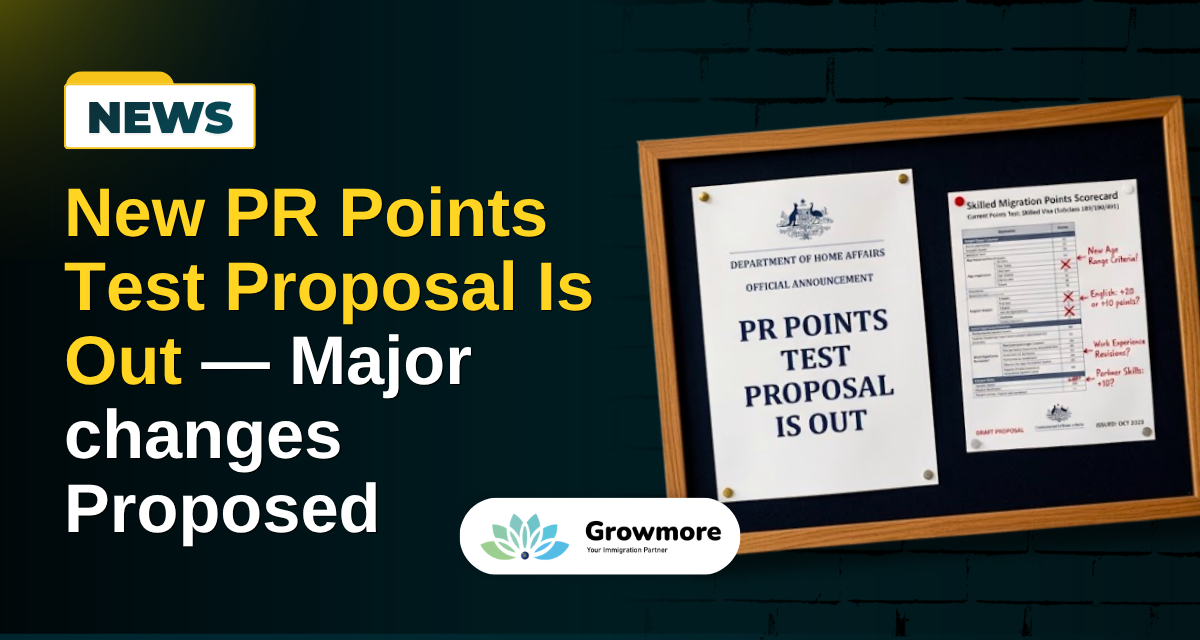 NEWS
New PR Points
Test Proposal Is
Out — Major
changes
Proposed
Growmore
Your Immigration Partner
DEPARTMENT OF HOME AFFAIRS
OFFICIAL ANNOUNCEMENT
PR POINTS
TEST
PROPOSAL
IS OUT
Skilled Migration Points Scorecard
Current Points Test: Skilled Visa (Subclass 189/190/491)
New Age
Range Criteria?
English: +20
or +10 points?
Work Experience
Revisions?
Partner Skills:
+10?
DRAFT PROPOSAL
ISSUED: OCT 2023